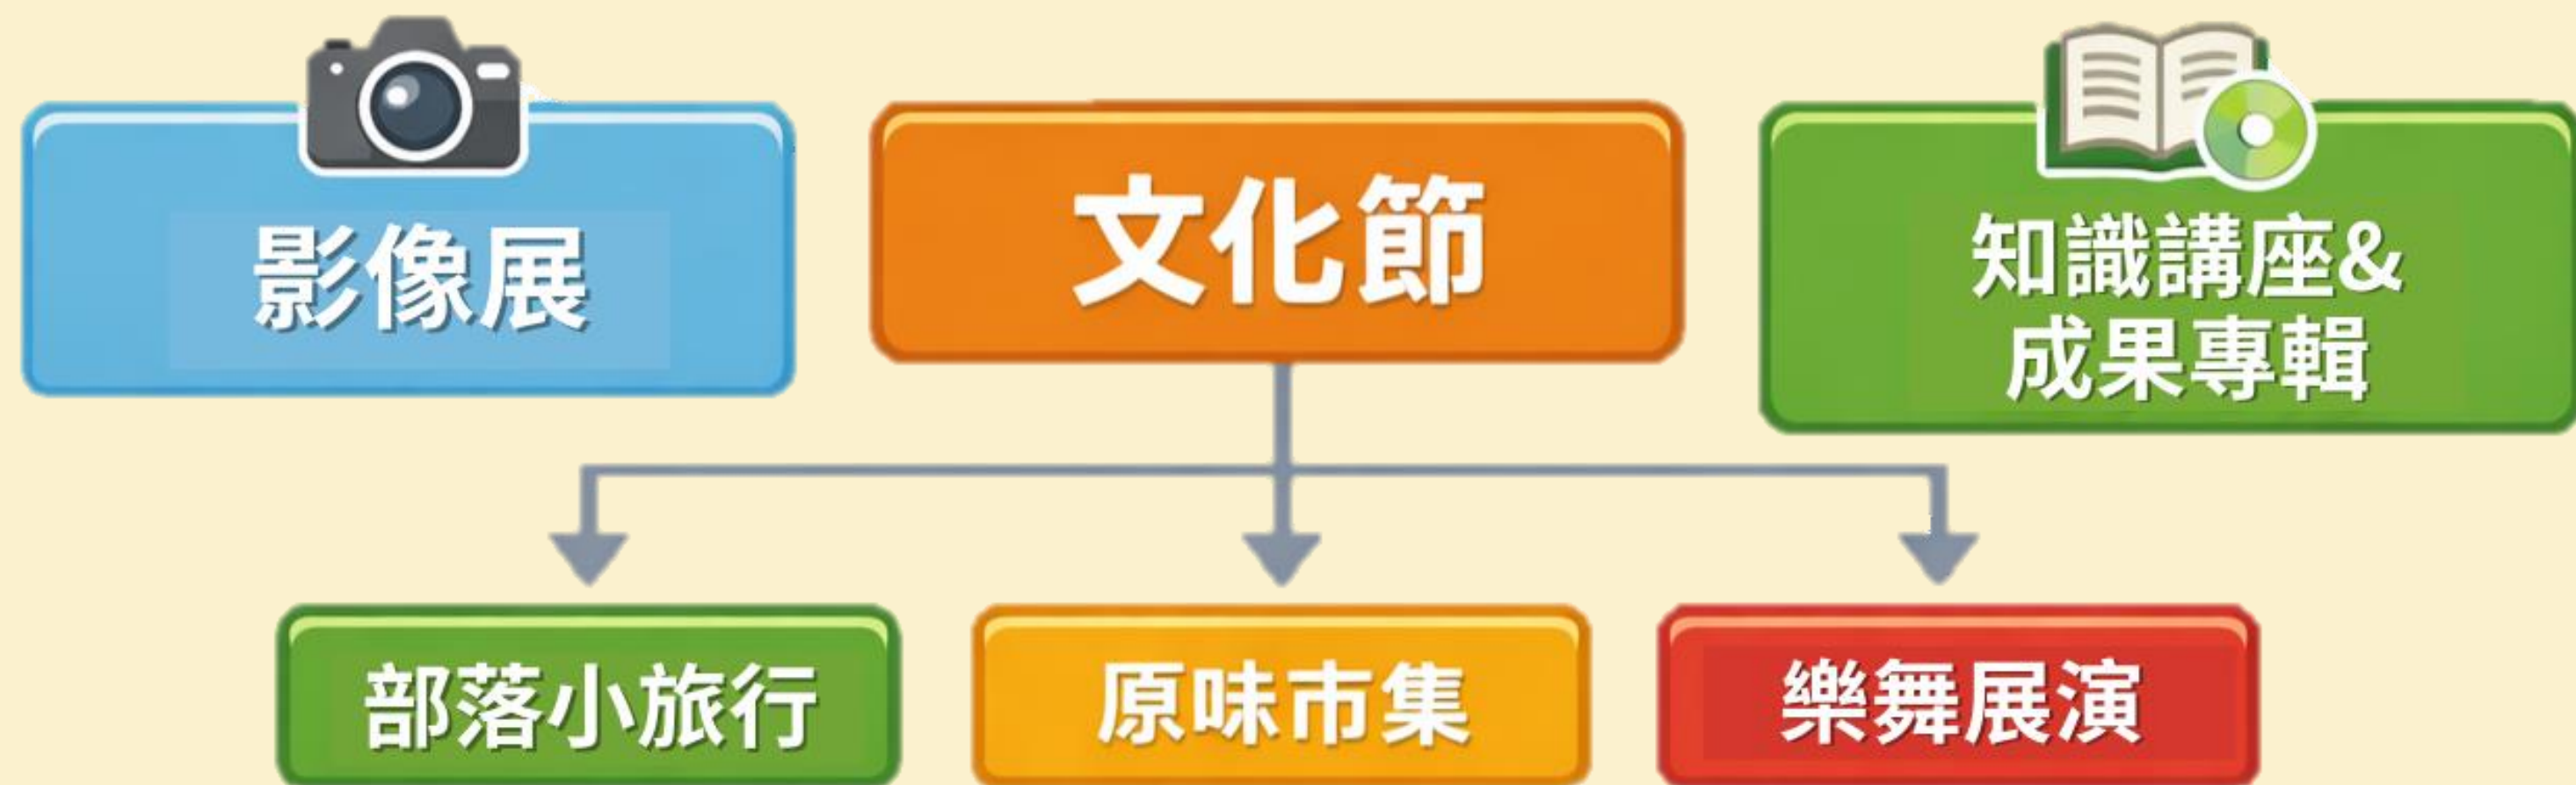 影像展
文化節
知識講座&
成果專輯
部落小旅行
原味市集
樂舞展演